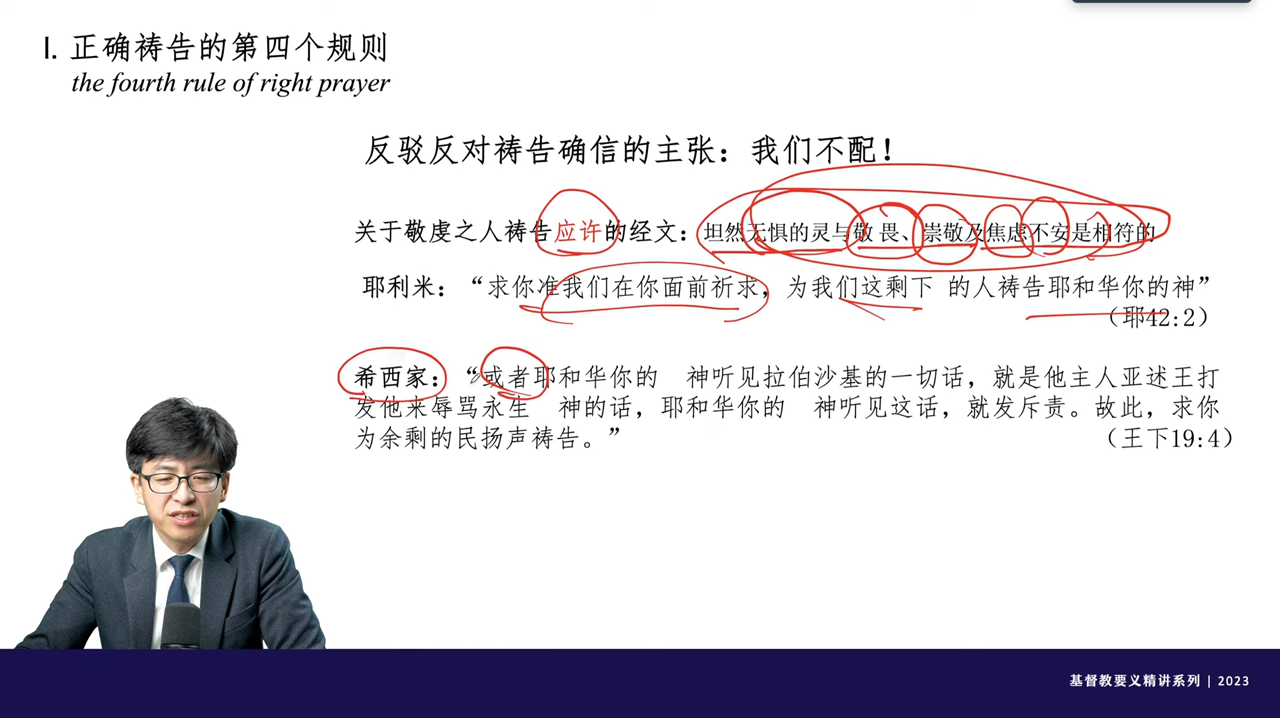 I. 正确祷告的第四个规则
the fourth rule of right prayer
反驳反对祷告确信的主张：我们不配！
关于敬虔之人祷告应许的经文：坦然无惧的灵与敬畏、崇敬及焦虑不安是相符的
耶利米：“求你准我们在你面前祈求，为我们这剩下 的人祷告耶和华你的神”
（耶42:2）
希西家：“或者耶和华你的 神听见拉伯沙基的一切话，就是他主人亚述王打
发他来辱骂永生 神的话，耶和华你的 神听见这话，就发斥责。故此，求你
为余剩的民扬声祷告。” （王下19:4）
基督教要义精讲系列 | 2023